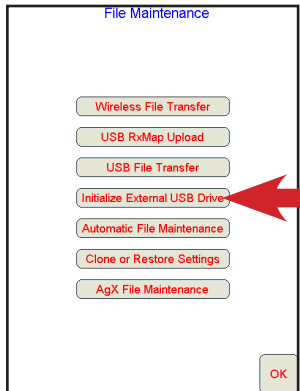 File Maintenance
Wireless File Transfer
USB RxMap Upload
USB File Transfer
Initialize External USB Drive
Automatic File Maintenance
Clone or Restore Settings
AgX File Maintenance
OK